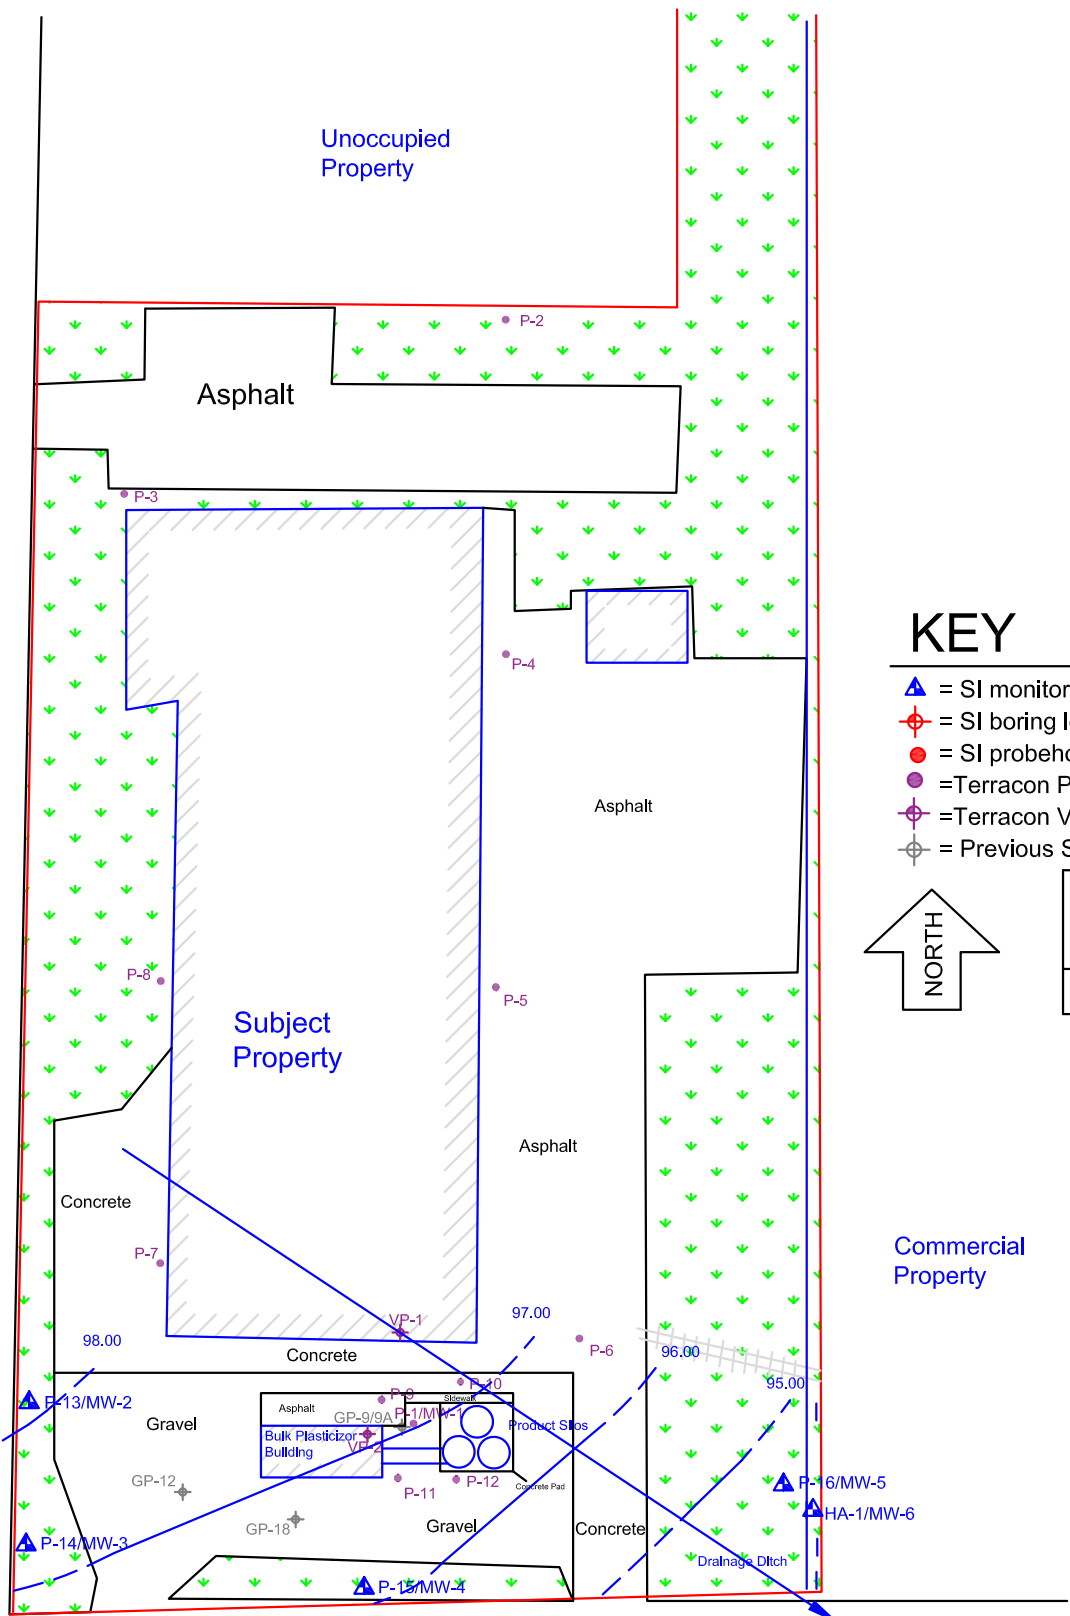 Unoccupied
Property
P-2
Asphalt
P-3
KEY
P-4
= SI monitor
= SI boring
= SI
Asphalt
=Terracon
=Terracon
= Previous
NORTH
P-8
P-5
Subject
Property
Asphalt
Concrete
Commercial
Property
P-7
97.00
VP-1
98.00
P-6
96.00
Concrete
95.00
P-10
P-9
P-13/MW-2
Sidewalk
Asphalt
GP-9/9A
P-1/MW-1
Gravel
Product Silos
Bulk Plasticizor
Building
VP-2
GP-12
P-11
P-12
Concrete Pad
P-16/MW-5
HA-1/MW-6
GP-18
Gravel
Concrete
P-14/MW-3
Drainage Ditch
P-15/MW-4